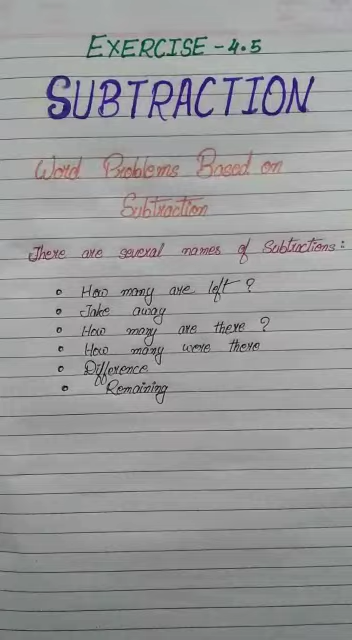 EXERCISE - 4.5
SUBTRACTION
Word Problems Based on
Subtraction
There are several names of Subtractions:
• How many are left?
• Take away
• How many are there?
• How many were there
• Difference
• Remaining